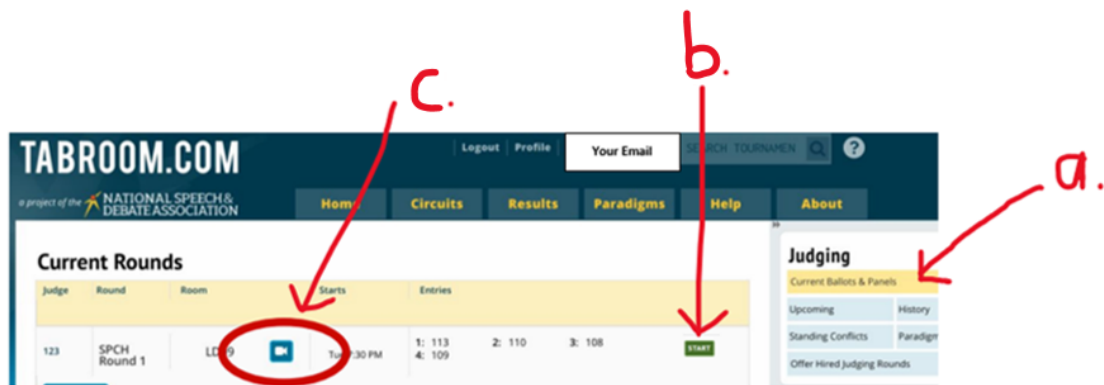 b.
c.
a.
TABROOM.COM
a project of the NATIONAL SPEECH & DEBATE ASSOCIATION
Logout Profile Your Email SEARCH TOURNAMEN ?
Home Circuits Results Paradigms Help About
Current Rounds
Judge Round Room Starts Entries
123 SPCH Round 1 1: 113 2: 110 3: 108 START
4: 109
Judging
Current Ballots & Panels
Upcoming History
Standing Conflicts Paradigm
Offer Hired Judging Rounds